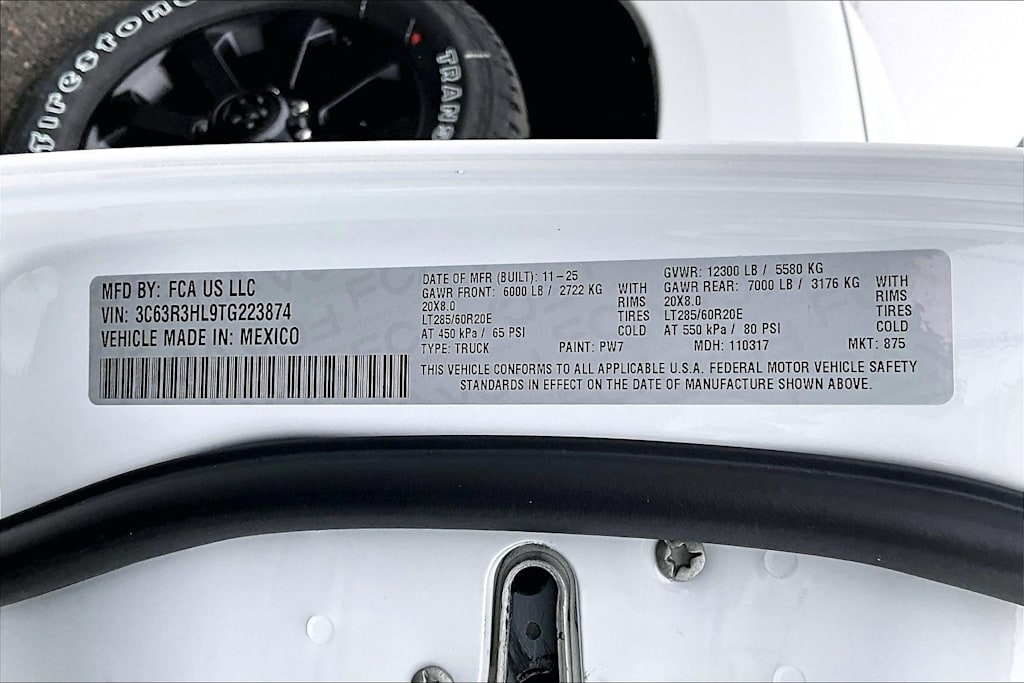 Firestone
TRANS
MFD BY: FCA US LLC
VIN: 3C63R3HL9TG223874
VEHICLE MADE IN: MEXICO
DATE OF MFR (BUILT): 11-25
GAWR FRONT: 6000 LB / 2722 KG WITH
20X8.0 RIMS
LT285/60R20E TIRES
AT 450 kPa / 65 PSI COLD
GVWR: 12300 LB / 5580 KG
GAWR REAR: 7000 LB / 3176 KG WITH
20X8.0 RIMS
LT285/60R20E TIRES
AT 550 kPa / 80 PSI COLD
TYPE: TRUCK PAINT: PW7 MDH: 110317 MKT: 875
THIS VEHICLE CONFORMS TO ALL APPLICABLE U.S.A. FEDERAL MOTOR VEHICLE SAFETY
STANDARDS IN EFFECT ON THE DATE OF MANUFACTURE SHOWN ABOVE.